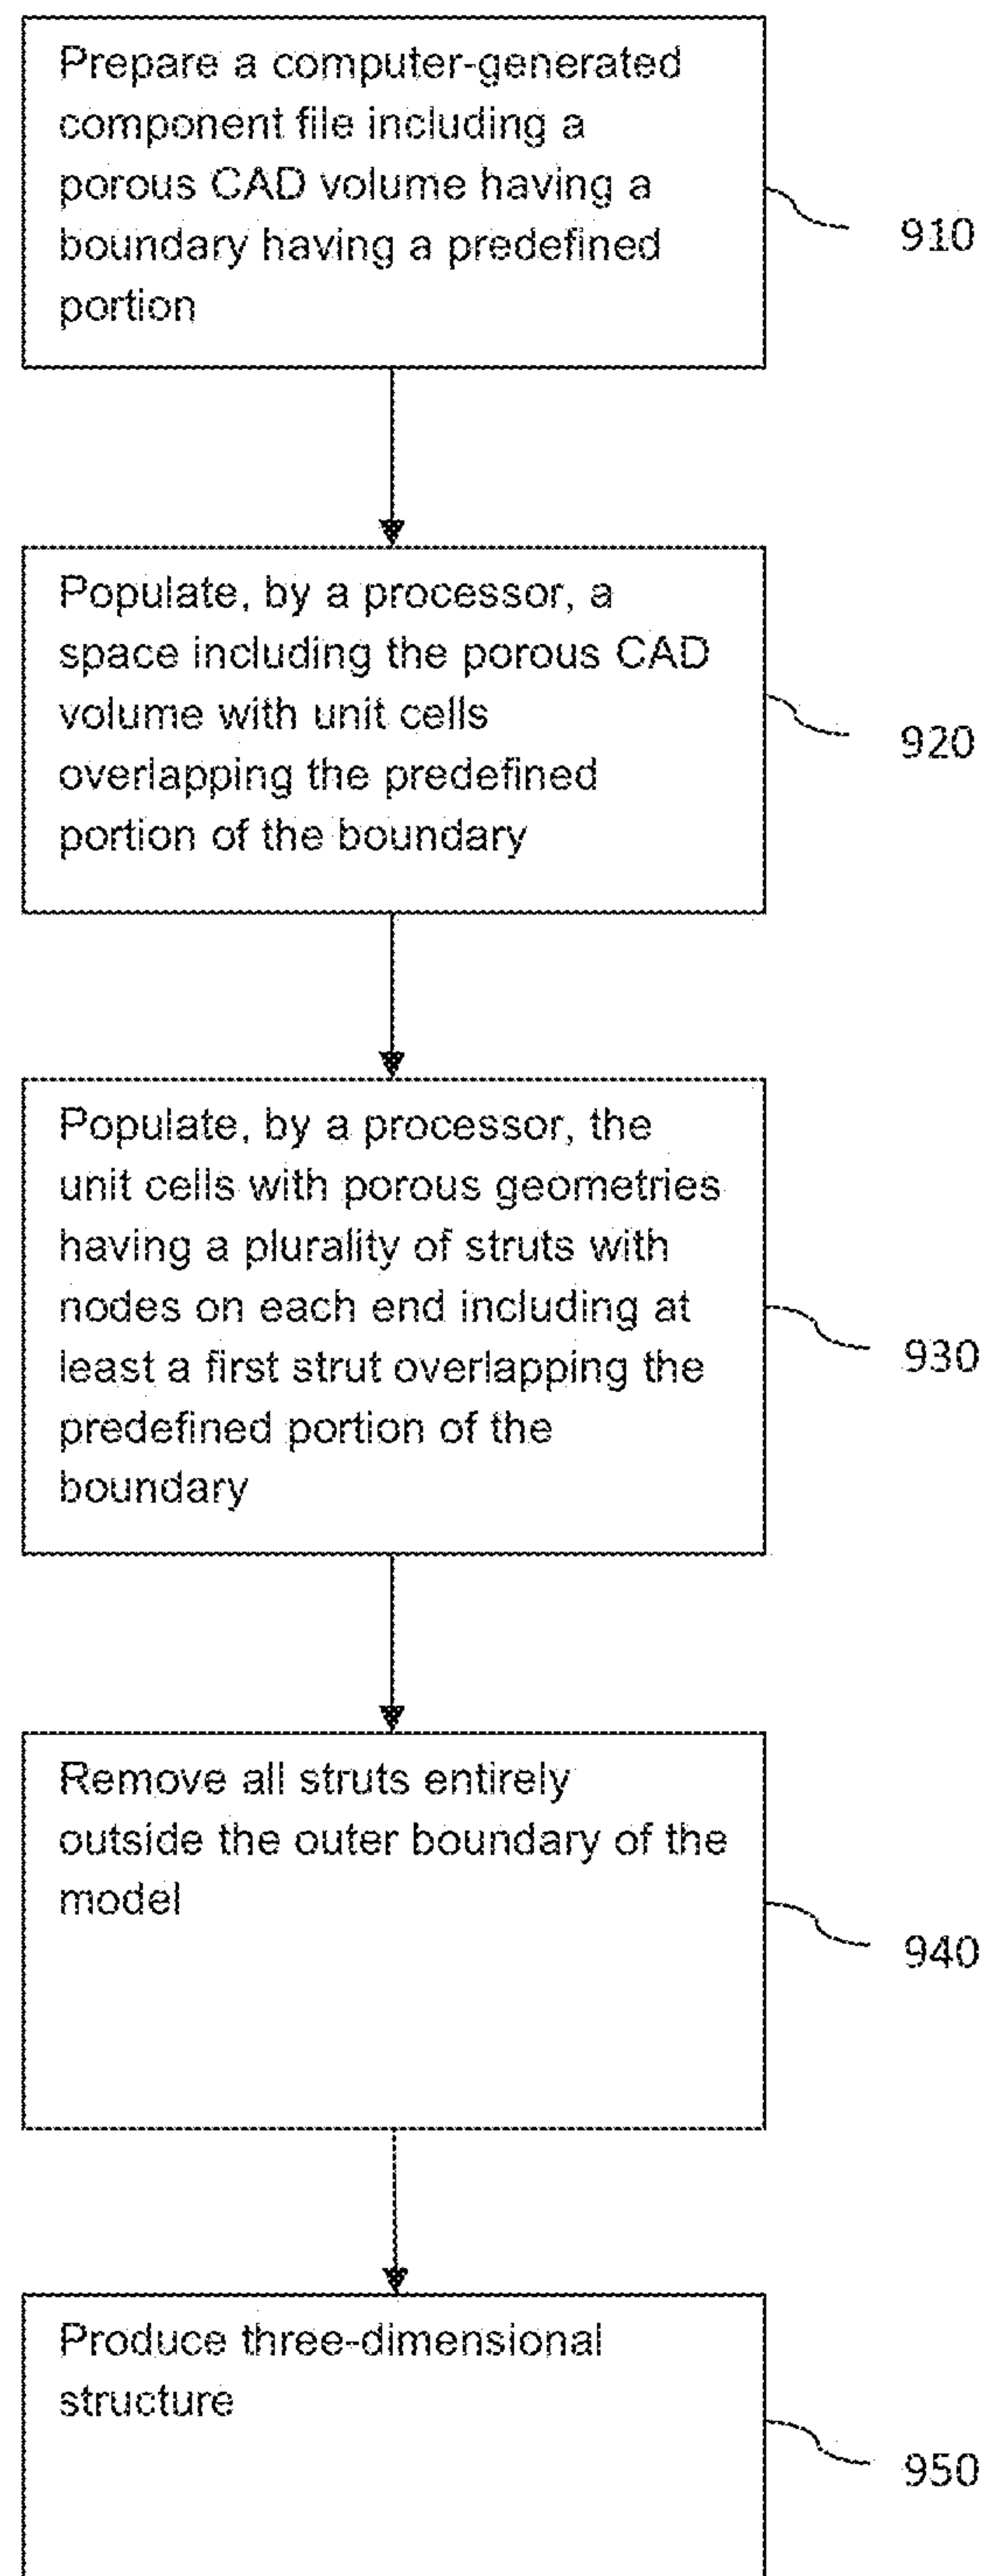 Prepare a computer-generated
component file including a
porous CAD volume having a
boundary having a predefined
portion
910
Populate, by a processor, a
space including the porous CAD
volume with unit cells
overlapping the predefined
portion of the boundary
920
Populate, by a processor, the
unit cells with porous geometries
having a plurality of struts with
nodes on each end including at
least a first strut overlapping the
predefined portion of the
boundary
930
Remove all struts entirely
outside the outer boundary of the
model
940
Produce three-dimensional
structure
950